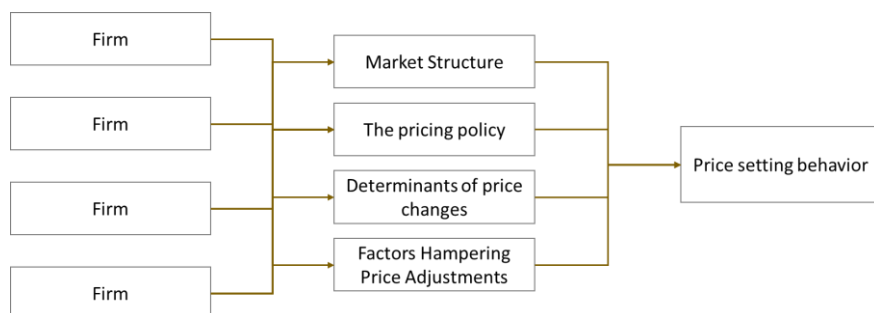 Firm
Firm
Firm
Firm
Market Structure
The pricing policy
Determinants of price
changes
Factors Hampering
Price Adjustments
Price setting behavior